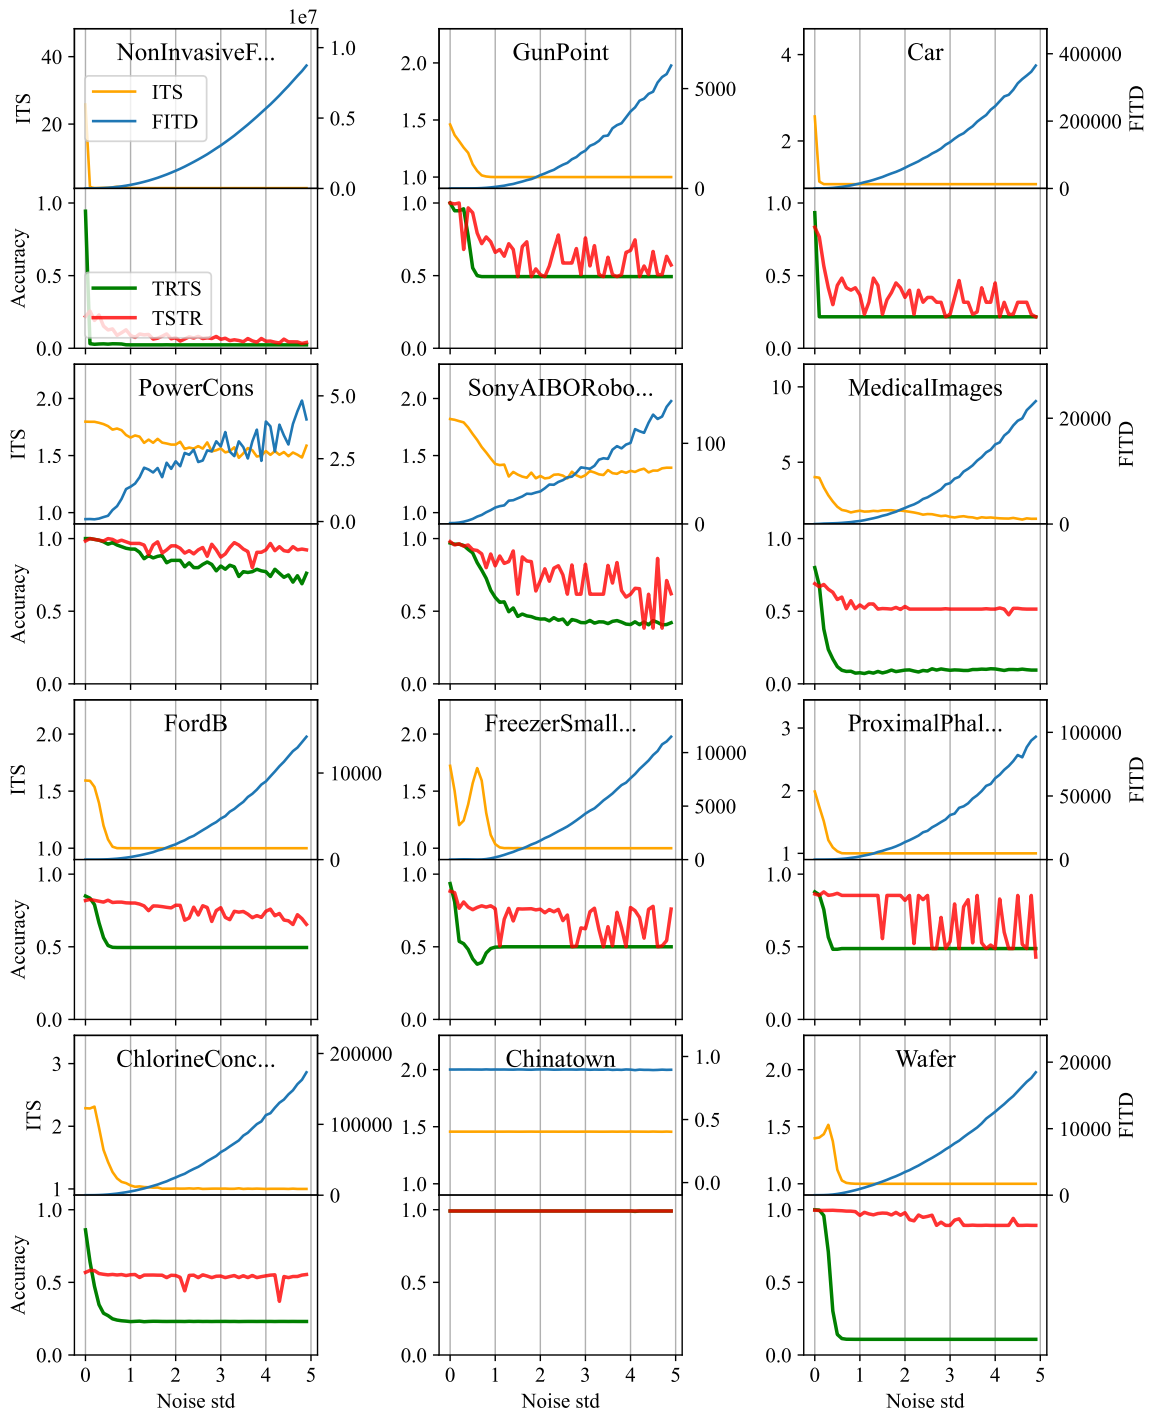 1e7
NonInvasiveF... GunPoint Car
40 1.0 2.0 4 400000
ITS ITS FITD
FITD 0.5 1.5 5000 200000
20 2
0.0 1.0 0 0
1.0 1.0 1.0
Accuracy 0.5 0.5 0.5
TRTS
TSTR
0.0 0.0 0.0
PowerCons SonyAIBORobo... MedicalImages
2.0 5.0 2.0 10 20000
ITS 1.5 2.5 1.5 100 5 FITD
1.0 0.0 1.0 0 0
1.0 1.0 1.0
Accuracy 0.5 0.5 0.5
0.0 0.0 0.0
FordB FreezerSmall... ProximalPhal...
2.0 10000 2.0 10000 3 100000
ITS 1.5 1.5 5000 2 50000 FITD
1.0 0 1.0 0 1 0
1.0 1.0 1.0
Accuracy 0.5 0.5 0.5
0.0 0.0 0.0
ChlorineConc... Chinatown Wafer
3 200000 2.0 1.0 2.0 20000
ITS 2 100000 1.5 0.5 1.5 10000 FITD
1 0 1.0 0.0 1.0 0
1.0 1.0 1.0
Accuracy 0.5 0.5 0.5
0.0 0.0 0.0
0 1 2 3 4 5 0 1 2 3 4 5 0 1 2 3 4 5
Noise std Noise std Noise std